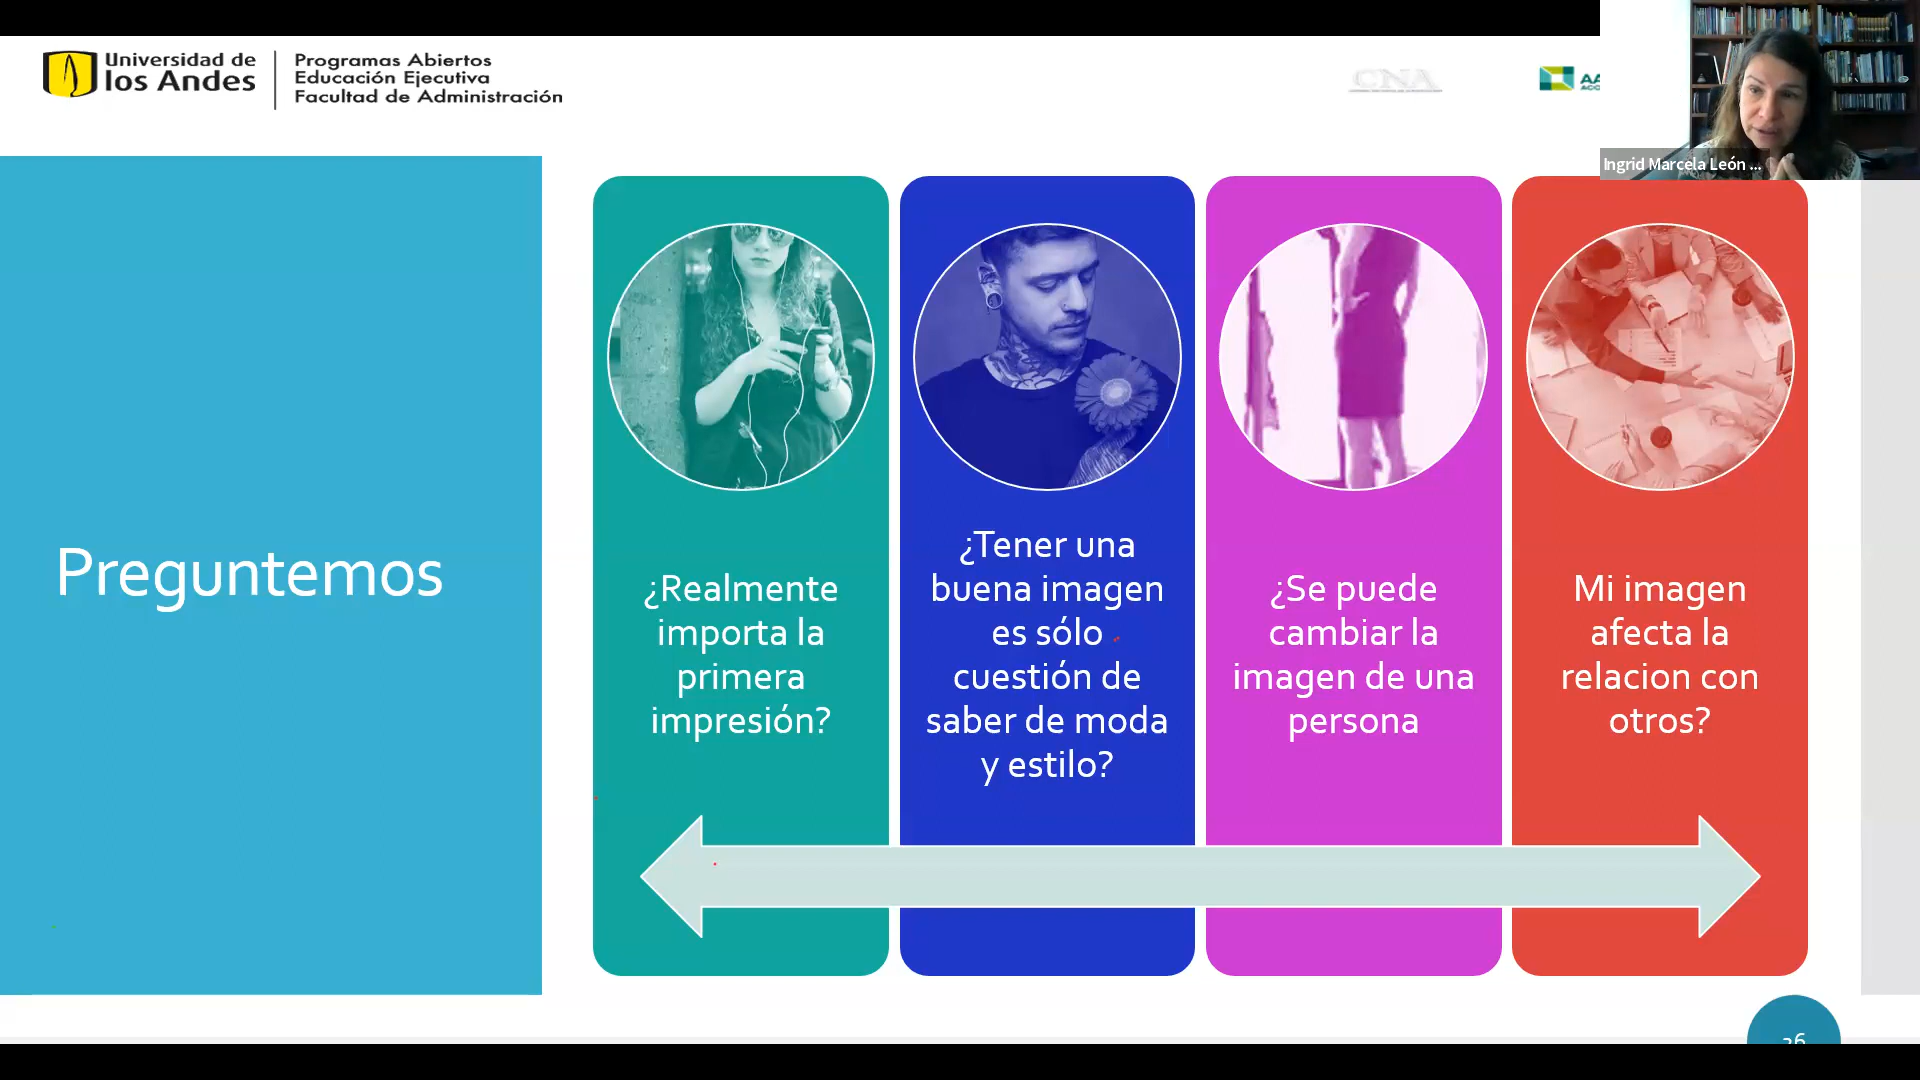 Universidad de
los Andes
Programas Abiertos
Educación Ejecutiva
Facultad de Administración
CNA
Ingrid Marcela León ...
Preguntemos
¿Realmente
importa la
primera
impresión?
¿Tener una
buena imagen
es sólo
cuestión de
saber de moda
y estilo?
¿Se puede
cambiar la
imagen de una
persona
Mi imagen
afecta la
relacion con
otros?